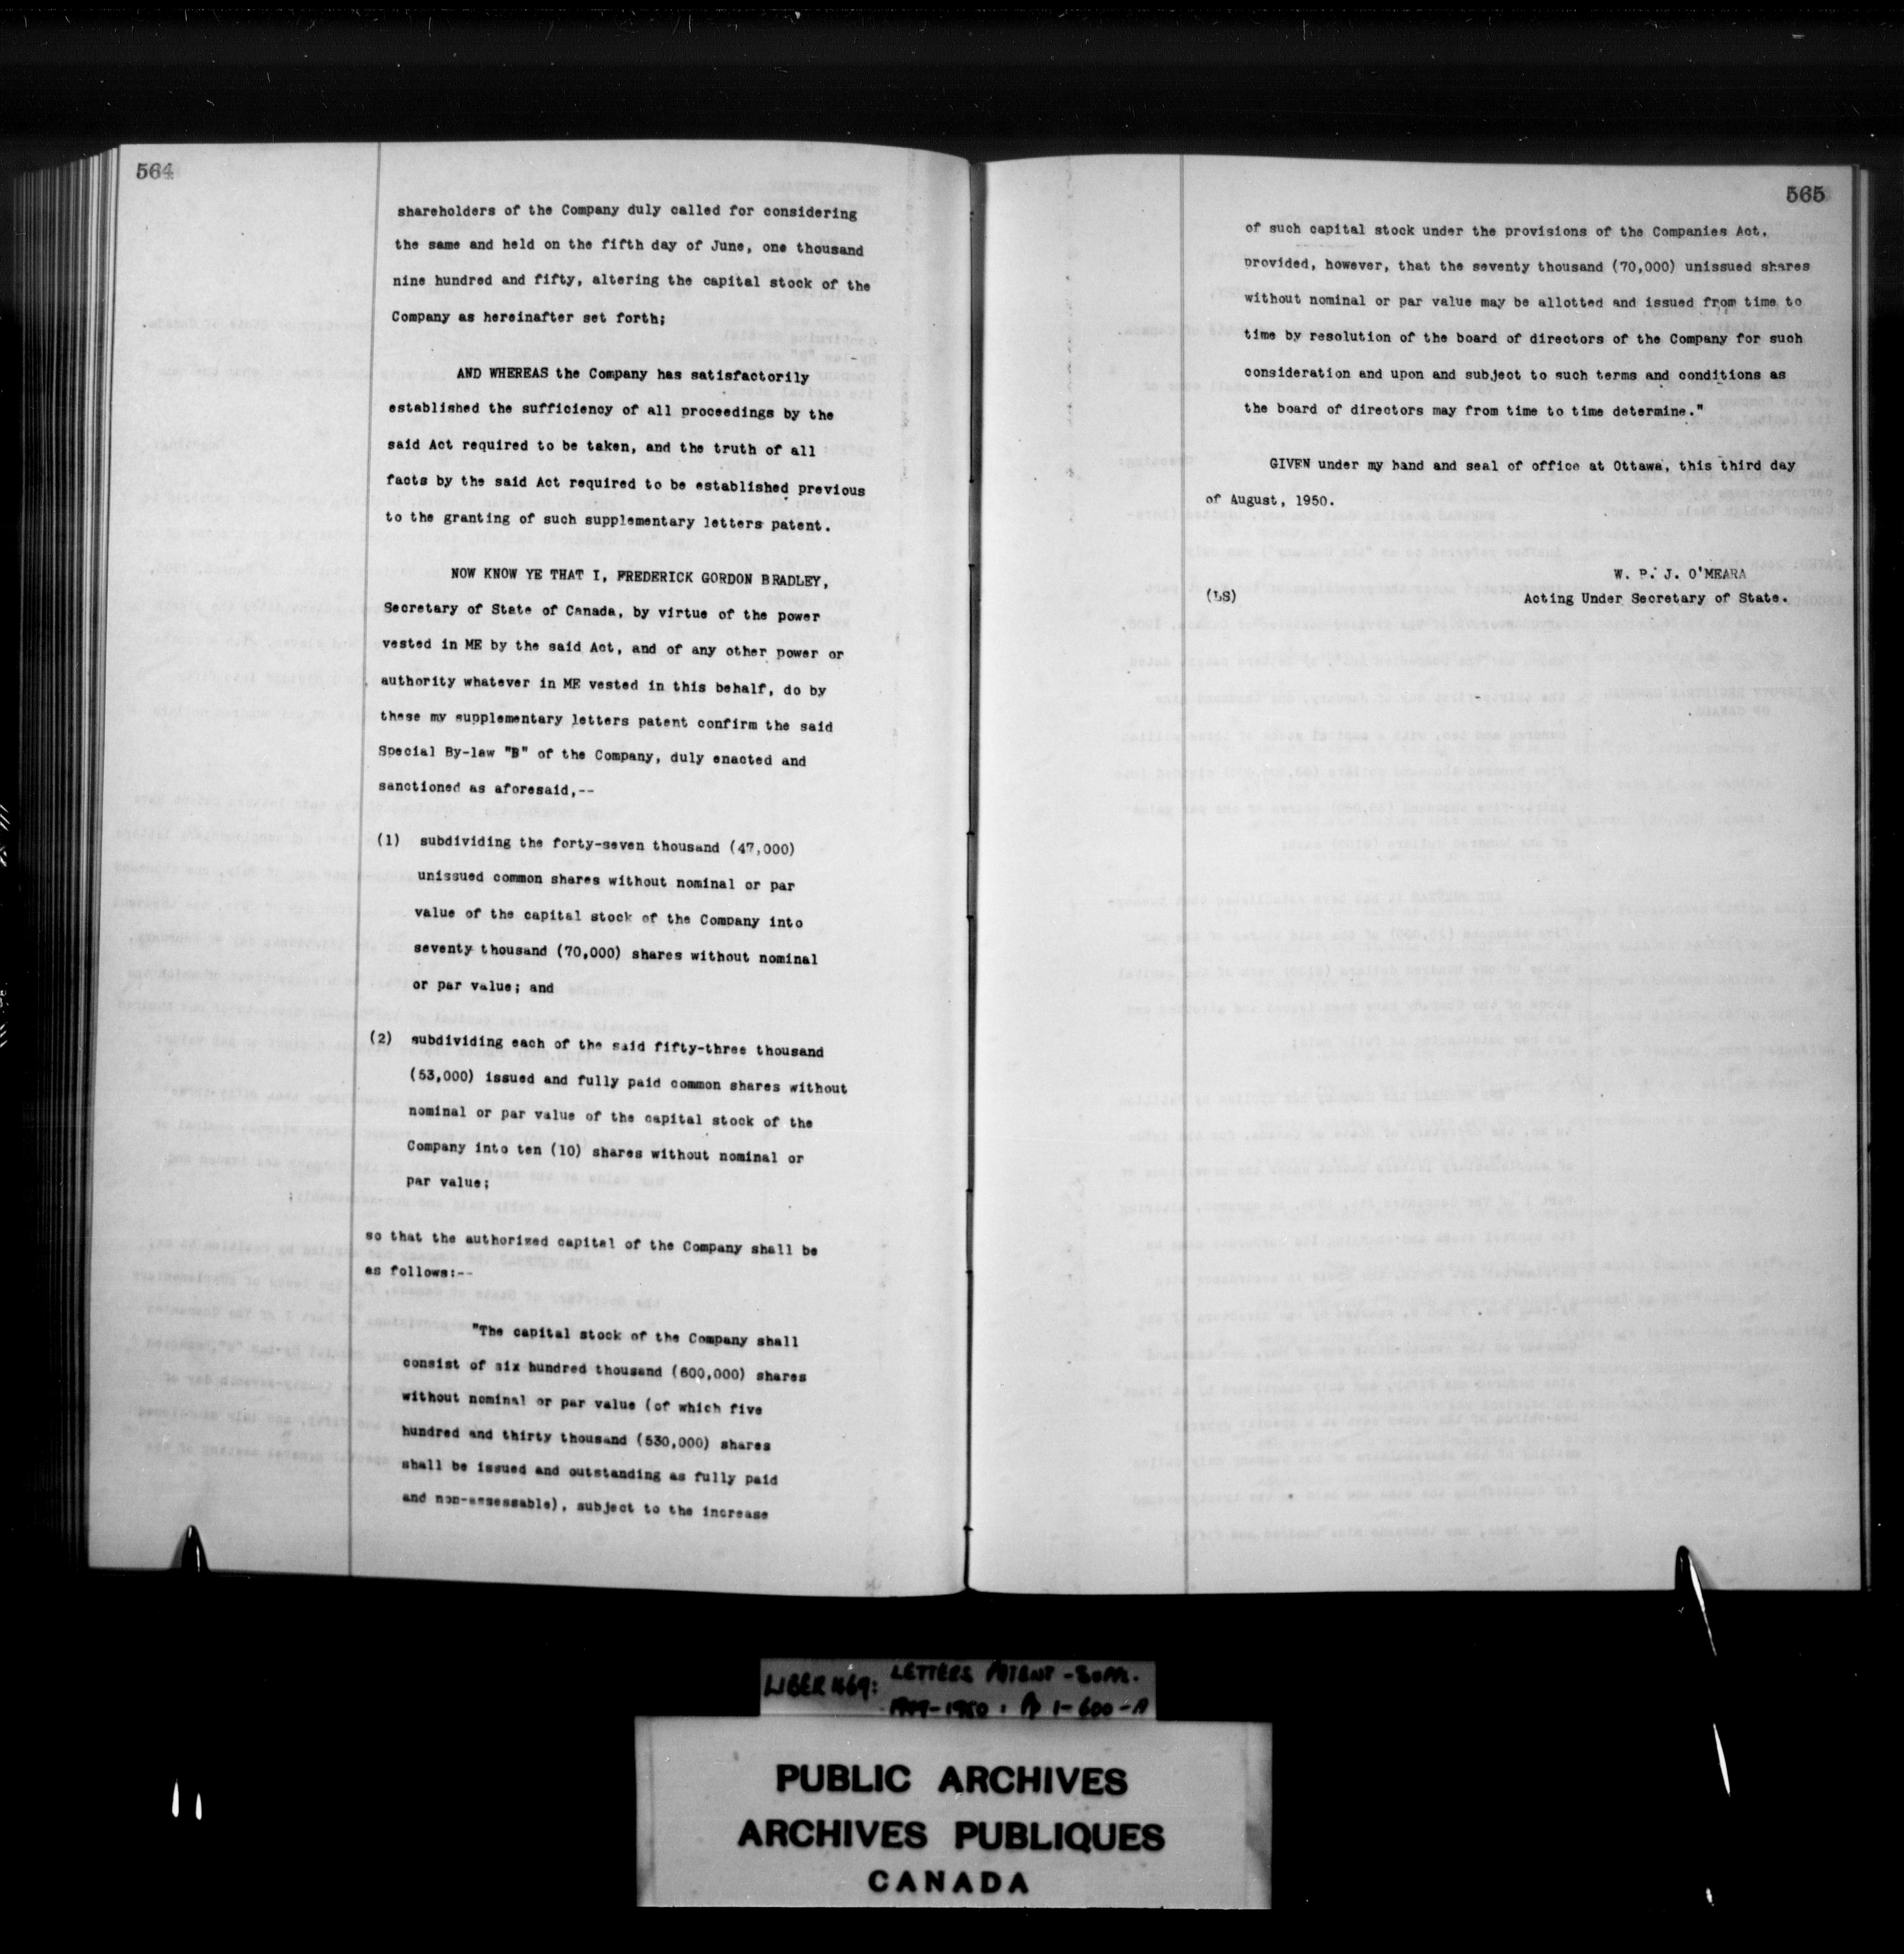 564
shareholders of the Company duly called for considering
the same and held on the fifth day of June, one thousand
nine hundred and fifty, altering the capital stock of the
Company as hereinafter set forth;
AND WHEREAS the Company has satisfactorily
established the sufficiency of all proceedings by the
said Act required to be taken, and the truth of all
facts by the said Act required to be established previous
to the granting of such supplementary letters patent.
NOW KNOW YE THAT I, FREDERICK GORDON BRADLEY,
Secretary of State of Canada, by virtue of the power
vested in ME by the said Act, and of any other power or
authority whatever in ME vested in this behalf, do by
these my supplementary letters patent confirm the said
Special By-law "B" of the Company, duly enacted and
sanctioned as aforesaid,--
(1) subdividing the forty-seven thousand (47,000)
unissued common shares without nominal or par
value of the capital stock of the Company into
seventy thousand (70,000) shares without nominal
or par value; and
(2) subdividing each of the said fifty-three thousand
(53,000) issued and fully paid common shares without
nominal or par value of the capital stock of the
Company into ten (10) shares without nominal or
par value;
so that the authorized capital of the Company shall be
as follows:--
"The capital stock of the Company shall
consist of six hundred thousand (600,000) shares
without nominal or par value (of which five
hundred and thirty thousand (530,000) shares
shall be issued and outstanding as fully paid
and non-assessable), subject to the increase
565
of such capital stock under the provisions of the Companies Act,
provided, however, that the seventy thousand (70,000) unissued shares
without nominal or par value may be allotted and issued from time to
time by resolution of the board of directors of the Company for such
consideration and upon and subject to such terms and conditions as
the board of directors may from time to time determine."
GIVEN under my hand and seal of office at Ottawa, this third day
of August, 1950.
W. P. J. O'MEARA
(LS) Acting Under Secretary of State.
LIBER 469: LETTERS PATENT - SUPP.
1949-1950 : Pp 1-600-A
PUBLIC ARCHIVES
ARCHIVES PUBLIQUES
CANADA